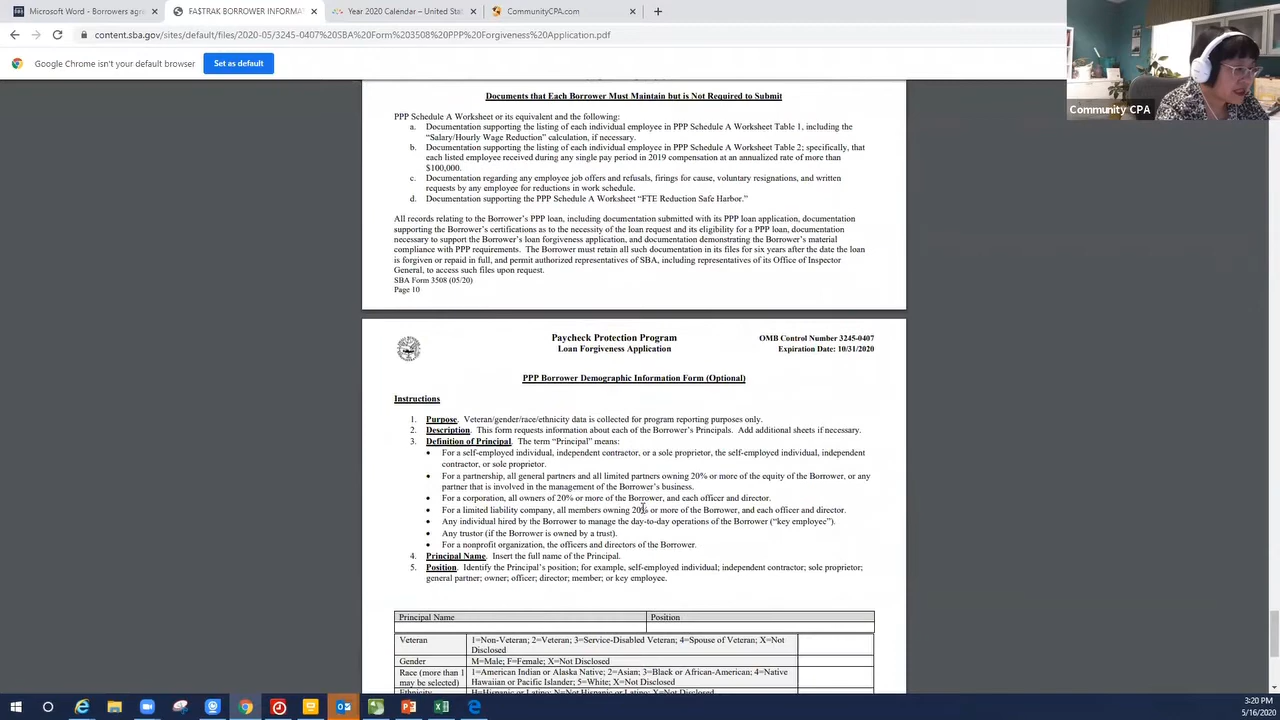 Microsoft Word - Borrowers agre
FA$TRAK BORROWER INFORMA
Year 2020 Calendar – United Stat
CommunityCPA.com
content.sba.gov/sites/default/files/2020-05/3245-0407%20SBA%20Form%203508%20PPP%20Forgiveness%20Application.pdf
Google Chrome isn't your default browser
Set as default
Community CPA
Documents that Each Borrower Must Maintain but is Not Required to Submit
PPP Schedule A Worksheet or its equivalent and the following:
a. Documentation supporting the listing of each individual employee in PPP Schedule A Worksheet Table 1, including the
“Salary/Hourly Wage Reduction” calculation, if necessary.
b. Documentation supporting the listing of each individual employee in PPP Schedule A Worksheet Table 2; specifically, that
each listed employee received during any single pay period in 2019 compensation at an annualized rate of more than
$100,000.
c. Documentation regarding any employee job offers and refusals, firings for cause, voluntary resignations, and written
requests by any employee for reductions in work schedule.
d. Documentation supporting the PPP Schedule A Worksheet “FTE Reduction Safe Harbor.”
All records relating to the Borrower’s PPP loan, including documentation submitted with its PPP loan application, documentation
supporting the Borrower’s certifications as to the necessity of the loan request and its eligibility for a PPP loan, documentation
necessary to support the Borrower’s loan forgiveness application, and documentation demonstrating the Borrower’s material
compliance with PPP requirements. The Borrower must retain all such documentation in its files for six years after the date the loan
is forgiven or repaid in full, and permit authorized representatives of SBA, including representatives of its Office of Inspector
General, to access such files upon request.
SBA Form 3508 (05/20)
Page 10
Paycheck Protection Program
Loan Forgiveness Application
OMB Control Number 3245-0407
Expiration Date: 10/31/2020
PPP Borrower Demographic Information Form (Optional)
Instructions
1. Purpose. Veteran/gender/race/ethnicity data is collected for program reporting purposes only.
2. Description. This form requests information about each of the Borrower’s Principals. Add additional sheets if necessary.
3. Definition of Principal. The term “Principal” means:
• For a self-employed individual, independent contractor, or a sole proprietor, the self-employed individual, independent
contractor, or sole proprietor.
• For a partnership, all general partners and all limited partners owning 20% or more of the equity of the Borrower, or any
partner that is involved in the management of the Borrower’s business.
• For a corporation, all owners of 20% or more of the Borrower, and each officer and director.
• For a limited liability company, all members owning 20% or more of the Borrower, and each officer and director.
• Any individual hired by the Borrower to manage the day-to-day operations of the Borrower (“key employee”).
• Any trustor (if the Borrower is owned by a trust).
• For a nonprofit organization, the officers and directors of the Borrower.
4. Principal Name. Insert the full name of the Principal.
5. Position. Identify the Principal’s position; for example, self-employed individual; independent contractor; sole proprietor;
general partner; owner; officer; director; member; or key employee.
Principal Name
Position
Veteran
1=Non-Veteran; 2=Veteran; 3=Service-Disabled Veteran; 4=Spouse of Veteran; X=Not
Disclosed
Gender
M=Male; F=Female; X=Not Disclosed
Race (more than 1
may be selected)
1=American Indian or Alaska Native; 2=Asian; 3=Black or African-American; 4=Native
Hawaiian or Pacific Islander; 5=White; X=Not Disclosed
Ethnicity
H=Hispanic or Latino; N=Not Hispanic or Latino; X=Not Disclosed
3:20 PM
5/16/2020